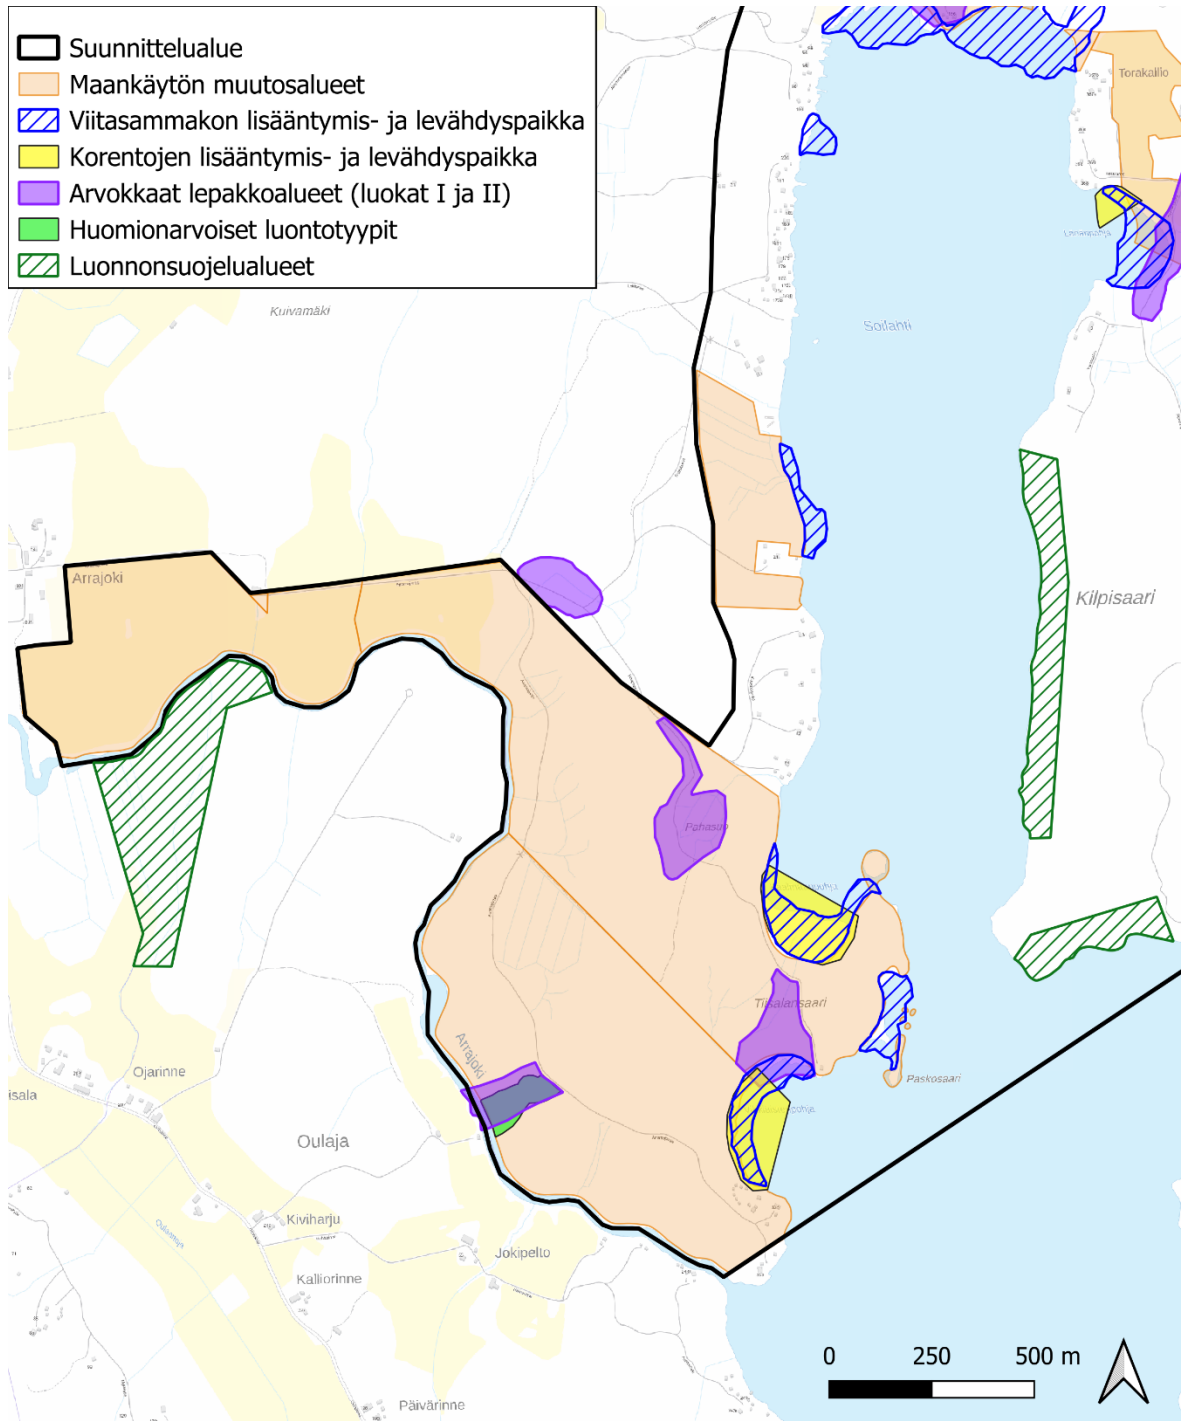 Suunnittelualue
Maankäytön muutosalueet
Viitasammakon lisääntymis- ja levähdyspaikka
Korentojen lisääntymis- ja levähdyspaikka
Arvokkaat lepakkoalueet (luokat I ja II)
Huomionarvoiset luontotyypit
Luonnonsuojelualueet
Torakallio
Kuivamäki
Soilahti
Arrajoki
Kilpisaari
Pahasuo
Tiisalansaari
Paskosaari
Arrajoki
Ojarinne
isala
Oulaja
Kiviharju
Jokipelto
Kalliorinne
Päivärinne
0 250 500 m